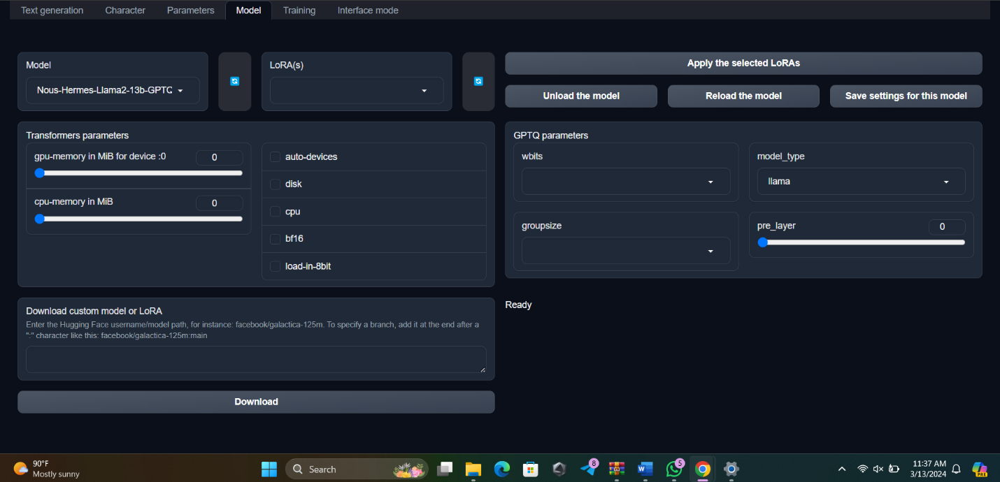 Text generation
Character
Parameters
Model
Training
Interface mode
Model
Nous-Hermes-Llama2-13b-GPTQ
LoRA(s)
Apply the selected LoRAs
Unload the model
Reload the model
Save settings for this model
Transformers parameters
gpu-memory in MiB for device :0
0
cpu-memory in MiB
0
auto-devices
disk
cpu
bf16
load-in-8bit
GPTQ parameters
wbits
model_type
llama
groupsize
pre_layer
0
Download custom model or LoRA
Enter the Hugging Face username/model path, for instance: facebook/galactica-125m. To specify a branch, add it at the end after a
":" character like this: facebook/galactica-125m:main
Download
Ready
90°F
Mostly sunny
Search
8
W
5
11:37 AM
3/13/2024
PRE